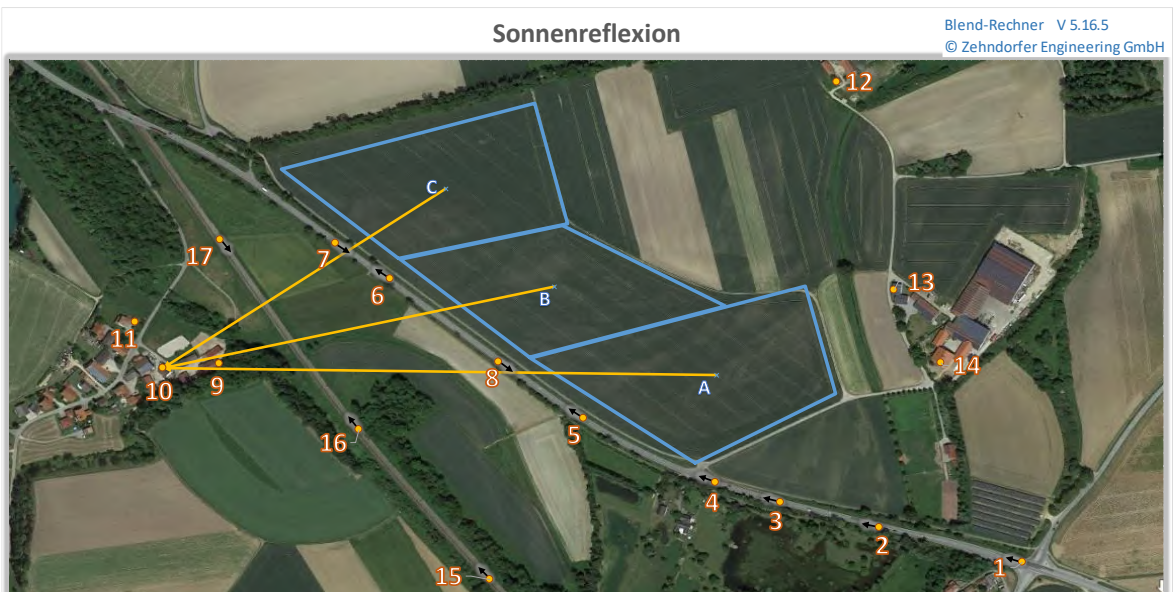 Sonnenreflexion
Blend-Rechner V 5.16.5
© Zehndorfer Engineering GmbH
12
C
17
7
6
13
B
11
8
14
10
9
A
5
16
4
3
2
1
15